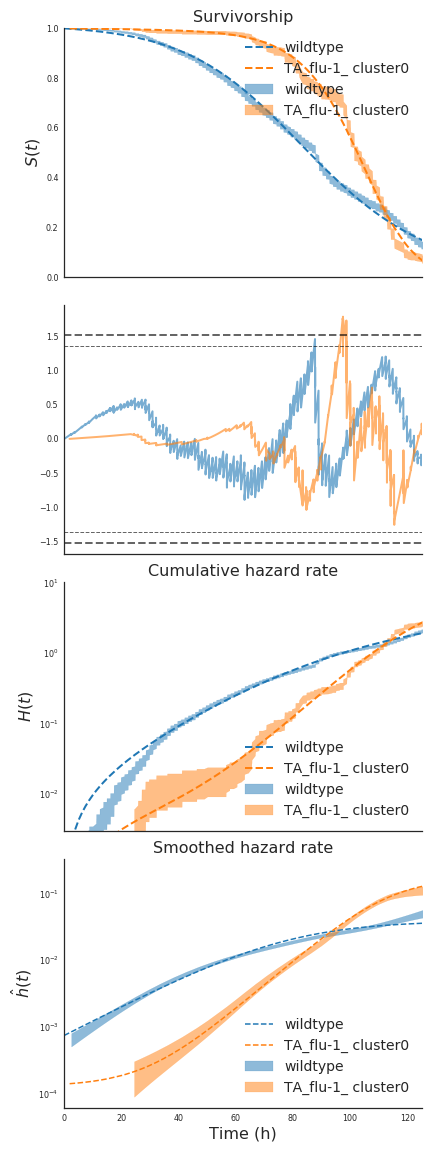 Survivorship
1.0
0.8
0.6
0.4
0.2
0.0
S(t)
wildtype
TA_flu-1_ cluster0
wildtype
TA_flu-1_ cluster0
1.5
1.0
0.5
0.0
−0.5
−1.0
−1.5
Cumulative hazard rate
10¹
10⁰
10⁻¹
10⁻²
H(t)
wildtype
TA_flu-1_ cluster0
wildtype
TA_flu-1_ cluster0
Smoothed hazard rate
10⁻¹
10⁻²
10⁻³
10⁻⁴
ĥ(t)
wildtype
TA_flu-1_ cluster0
wildtype
TA_flu-1_ cluster0
0 20 40 60 80 100 120
Time (h)